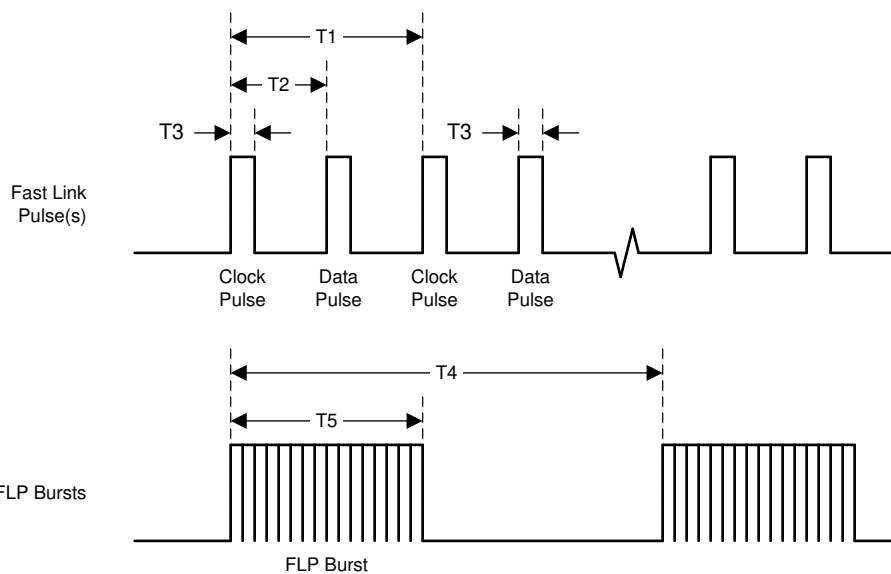 T1
T2
T3
T3
Fast Link
Pulse(s)
Clock
Pulse
Data
Pulse
Clock
Pulse
Data
Pulse
T4
T5
FLP Bursts
FLP Burst